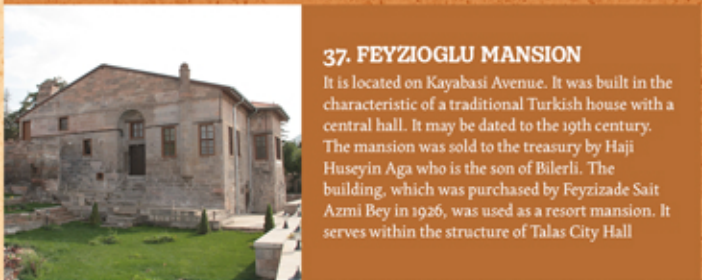 37. FEYZIOGLU MANSION
It is located on Kayabasi Avenue. It was built in the
characteristic of a traditional Turkish house with a
central hall. It may be dated to the 19th century.
The mansion was sold to the treasury by Haji
Huseyin Aga who is the son of Bilerli. The
building, which was purchased by Feyzizade Sait
Azmi Bey in 1926, was used as a resort mansion. It
serves within the structure of Talas City Hall